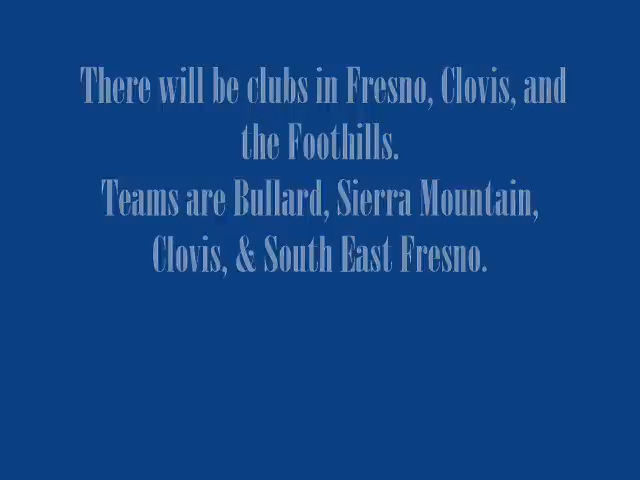 There will be clubs in Fresno, Clovis, and
the Foothills.
Teams are Bullard, Sierra Mountain,
Clovis, & South East Fresno.